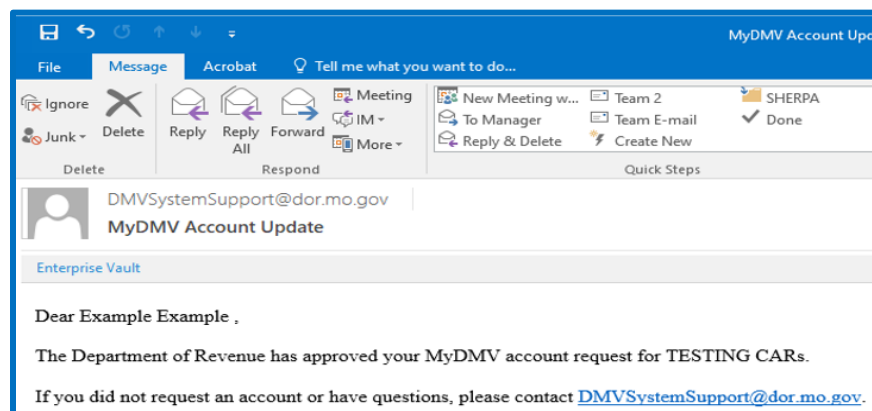 MyDMV Account Upd
File Message Acrobat Tell me what you want to do...
Ignore
Junk
Delete
Reply
Reply All
Forward
Meeting
IM
More
New Meeting w...
To Manager
Reply & Delete
Team 2
Team E-mail
Create New
SHERPA
Done
Delete Respond Quick Steps
DMVSystemSupport@dor.mo.gov
MyDMV Account Update
Enterprise Vault
Dear Example Example ,
The Department of Revenue has approved your MyDMV account request for TESTING CARs.
If you did not request an account or have questions, please contact DMVSystemSupport@dor.mo.gov.